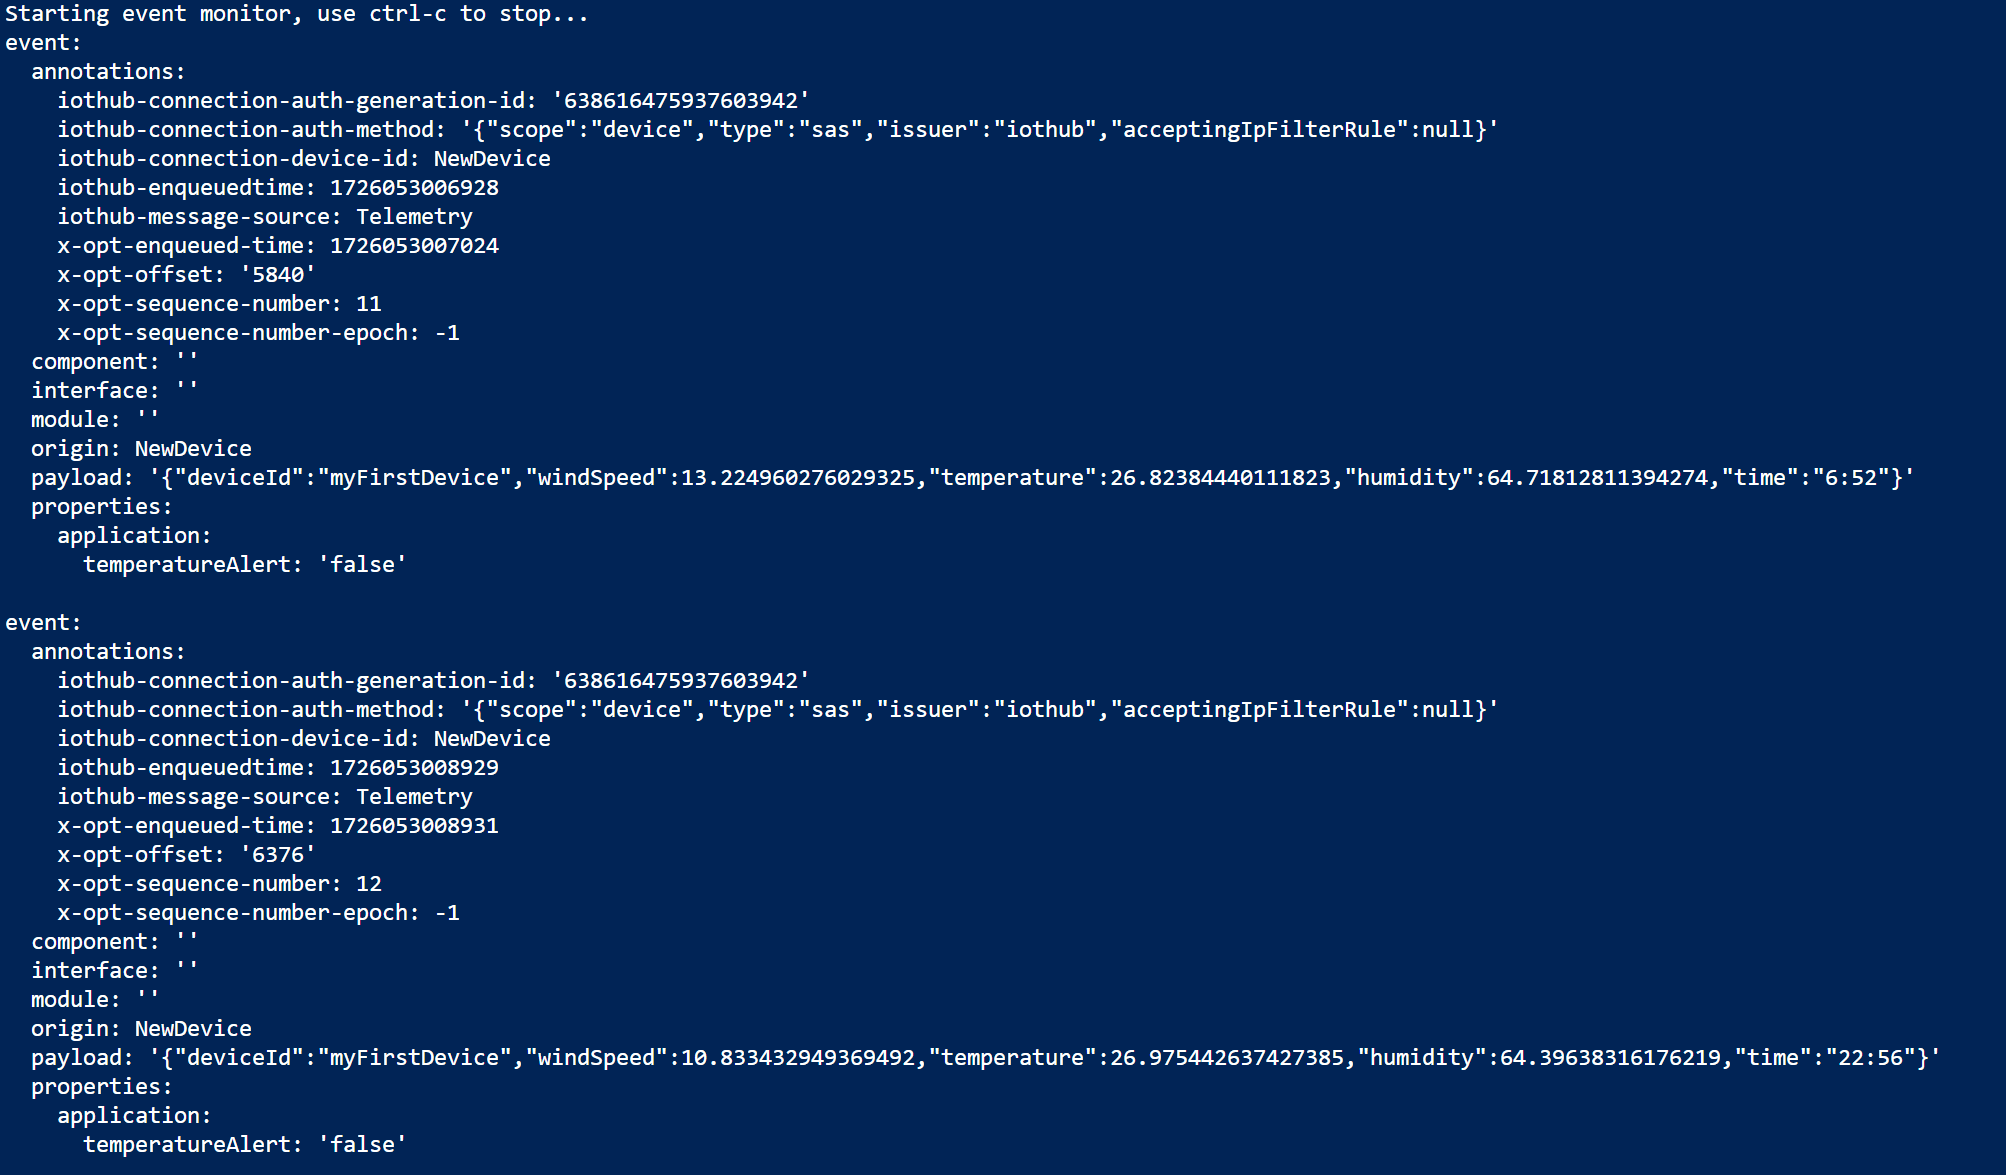 Starting event monitor, use ctrl-c to stop...
event:
  annotations:
    iothub-connection-auth-generation-id: '638616475937603942'
    iothub-connection-auth-method: '{"scope":"device","type":"sas","issuer":"iothub","acceptingIpFilterRule":null}'
    iothub-connection-device-id: NewDevice
    iothub-enqueuedtime: 1726053006928
    iothub-message-source: Telemetry
    x-opt-enqueued-time: 1726053007024
    x-opt-offset: '5840'
    x-opt-sequence-number: 11
    x-opt-sequence-number-epoch: -1
  component: ''
  interface: ''
  module: ''
  origin: NewDevice
  payload: '{"deviceId":"myFirstDevice","windSpeed":13.224960276029325,"temperature":26.82384440111823,"humidity":64.71812811394274,"time":"6:52"}'
  properties:
    application:
      temperatureAlert: 'false'

event:
  annotations:
    iothub-connection-auth-generation-id: '638616475937603942'
    iothub-connection-auth-method: '{"scope":"device","type":"sas","issuer":"iothub","acceptingIpFilterRule":null}'
    iothub-connection-device-id: NewDevice
    iothub-enqueuedtime: 1726053008929
    iothub-message-source: Telemetry
    x-opt-enqueued-time: 1726053008931
    x-opt-offset: '6376'
    x-opt-sequence-number: 12
    x-opt-sequence-number-epoch: -1
  component: ''
  interface: ''
  module: ''
  origin: NewDevice
  payload: '{"deviceId":"myFirstDevice","windSpeed":10.833432949369492,"temperature":26.975442637427385,"humidity":64.39638316176219,"time":"22:56"}'
  properties:
    application:
      temperatureAlert: 'false'